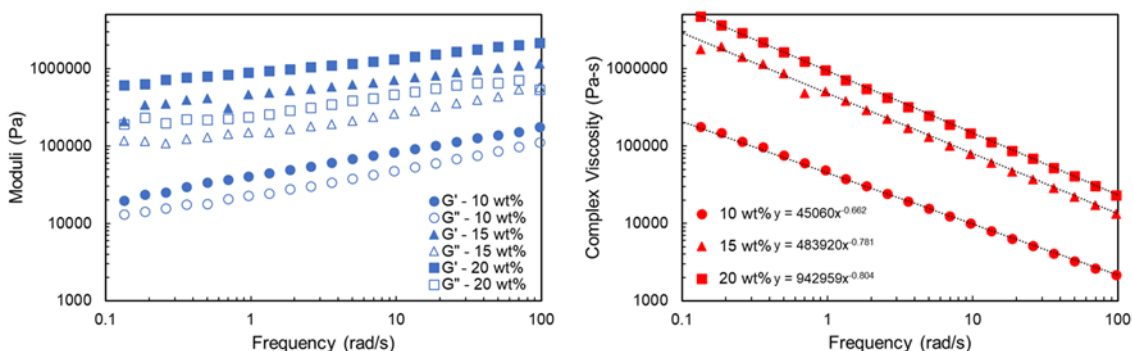 Moduli (Pa)
1000000
100000
10000
1000
0.1
1
10
100
Frequency (rad/s)
G' - 10 wt%
G" - 10 wt%
G' - 15 wt%
G" - 15 wt%
G' - 20 wt%
G" - 20 wt%
Complex Viscosity (Pa-s)
1000000
100000
10000
1000
0.1
1
10
100
Frequency (rad/s)
10 wt% y = 45060x^-0.662
15 wt% y = 483920x^-0.781
20 wt% y = 942959x^-0.804